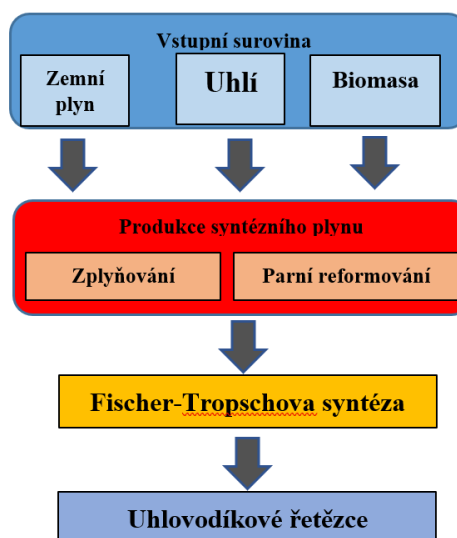 Vstupní surovina
Zemní
plyn
Uhlí
Biomasa
Produkce syntézního plynu
Zplyňování
Parní reformování
Fischer-Tropschova syntéza
Uhlovodíkové řetězce